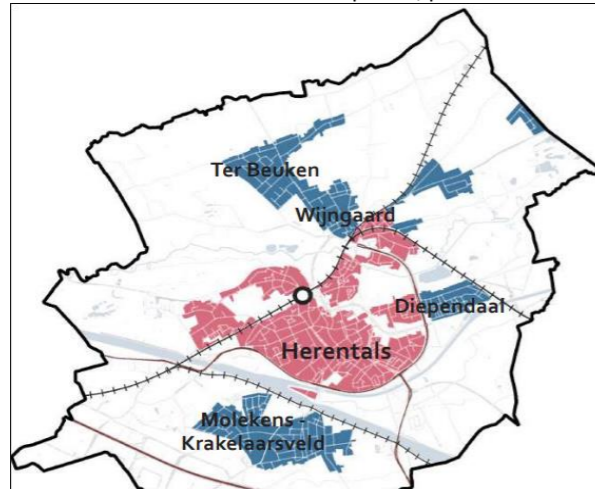 Ter Beuken
Wijngaard
Diependaal
Herentals
Molekens -
Krakelaarsveld